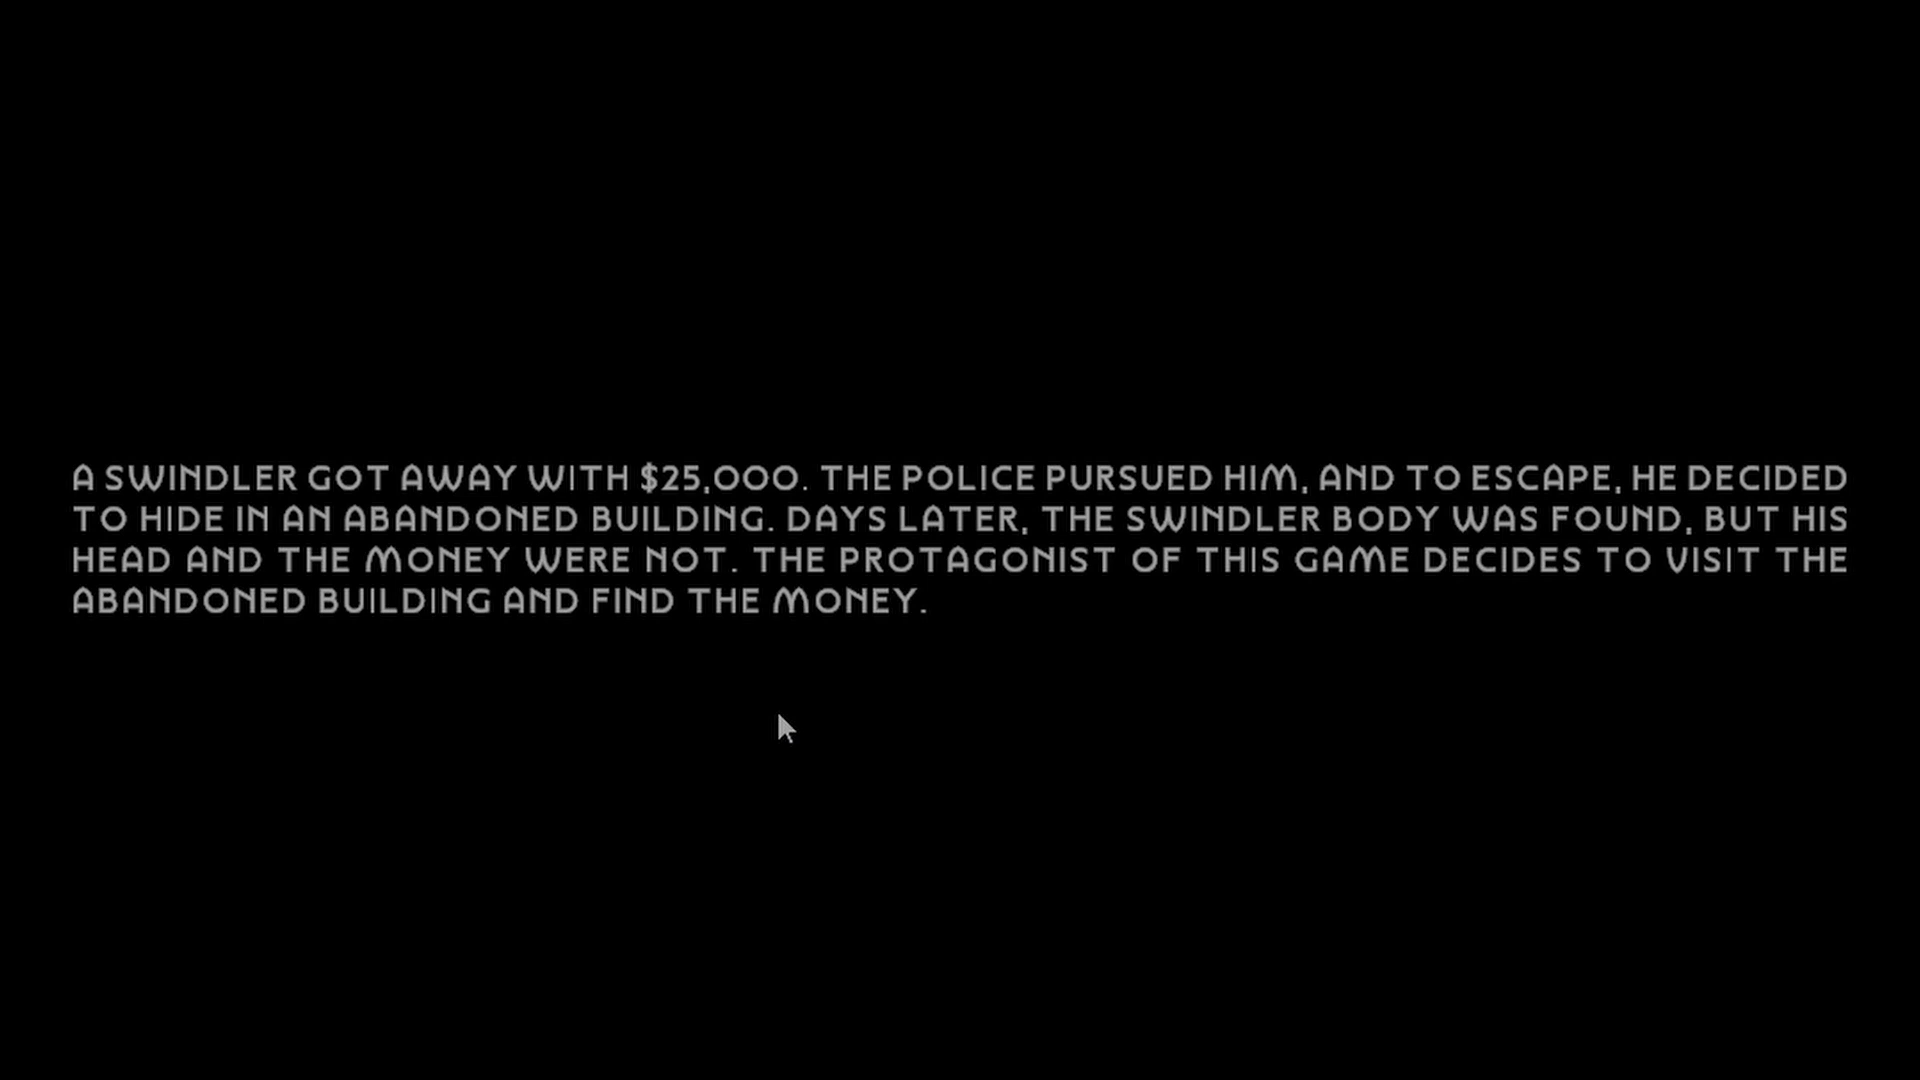 A SWINDLER GOT AWAY WITH $25,000. THE POLICE PURSUED HIM, AND TO ESCAPE, HE DECIDED
TO HIDE IN AN ABANDONED BUILDING. DAYS LATER, THE SWINDLER BODY WAS FOUND, BUT HIS
HEAD AND THE MONEY WERE NOT. THE PROTAGONIST OF THIS GAME DECIDES TO VISIT THE
ABANDONED BUILDING AND FIND THE MONEY.